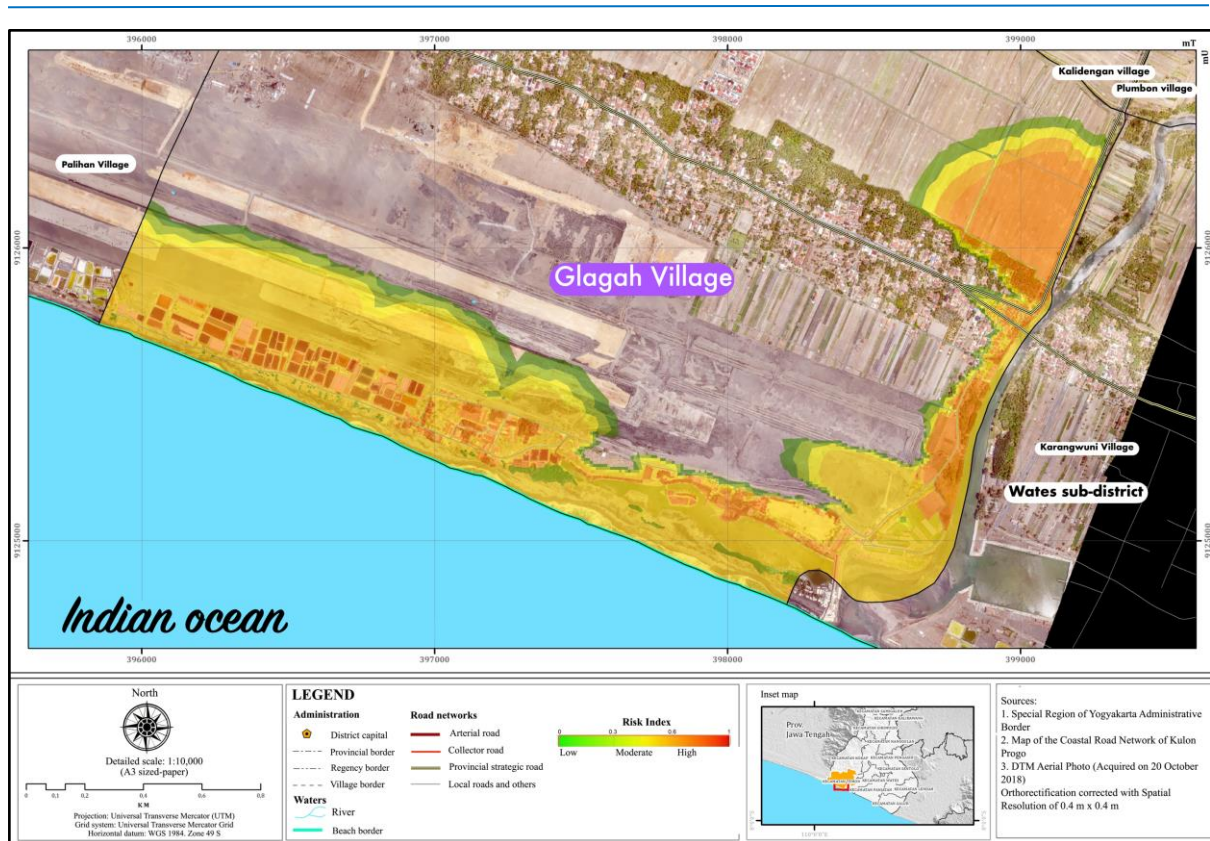 396000
397000
398000
399000
mT
mU
Kalidengan village
Plumbon village
Palihan Village
9126000
9126000
Glagah Village
Karangwuni Village
Wates sub-district
9125000
9125000
Indian ocean
396000
397000
398000
399000
North
Detailed scale: 1:10,000
(A3 sized-paper)
0 0,1 0,2 0,4 0,6 0,8
KM
Projection: Universal Transverse Mercator (UTM)
Grid system: Universal Transverse Mercator Grid
Horizontal datum: WGS 1984. Zone 49 S
LEGEND
Administration
District capital
Provincial border
Regency border
Village border
Waters
River
Beach border
Road networks
Arterial road
Collector road
Provincial strategic road
Local roads and others
Risk Index
0 0.3 0.6 1
Low Moderate High
Inset map
Prov.
Jawa Tengah
Sources:
1. Special Region of Yogyakarta Administrative
Border
2. Map of the Coastal Road Network of Kulon
Progo
3. DTM Aerial Photo (Acquired on 20 October
2018)
Orthorectification corrected with Spatial
Resolution of 0.4 m x 0.4 m